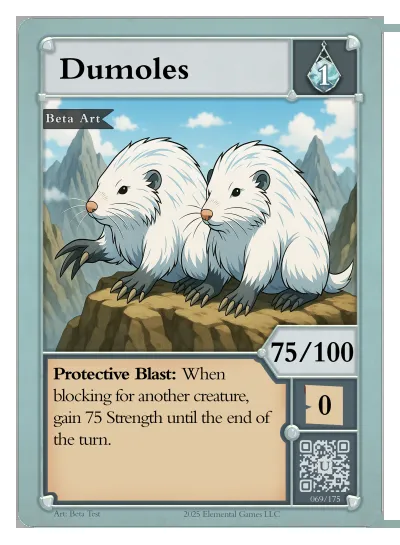 Dumoles
1
Beta Art
75/100
Protective Blast: When
blocking for another creature,
gain 75 Strength until the end of
the turn.
0
U
069/175
Art: Beta Test
2025 Elemental Games LLC